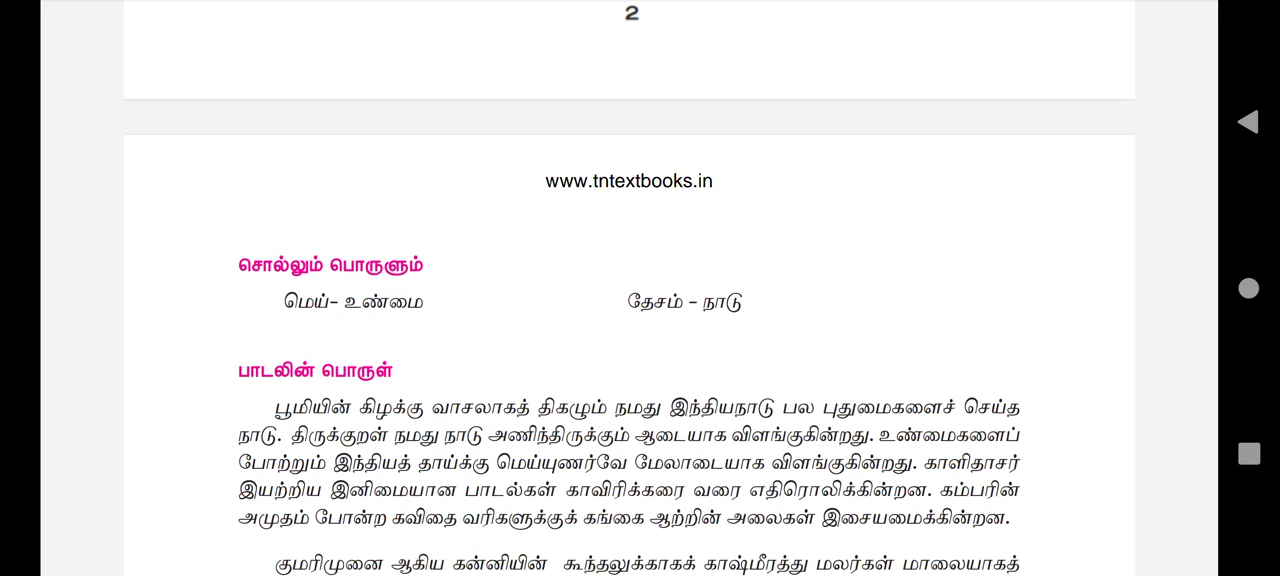 2
www.tntextbooks.in
சொல்லும் பொருளும்
மெய்- உண்மை தேசம் - நாடு
பாடலின் பொருள்
பூமியின் கிழக்கு வாசலாகத் திகழும் நமது இந்தியநாடு பல புதுமைகளைச் செய்த
நாடு. திருக்குறள் நமது நாடு அணிந்திருக்கும் ஆடையாக விளங்குகின்றது. உண்மைகளைப்
போற்றும் இந்தியத் தாய்க்கு மெய்யுணர்வே மேலாடையாக விளங்குகின்றது. காளிதாசர்
இயற்றிய இனிமையான பாடல்கள் காவிரிக்கரை வரை எதிரொலிக்கின்றன. கம்பரின்
அமுதம் போன்ற கவிதை வரிகளுக்குக் கங்கை ஆற்றின் அலைகள் இசையமைக்கின்றன.
குமரிமுனை ஆகிய கன்னியின் கூந்தலுக்காகக் காஷ்மீரத்து மலர்கள் மாலையாகத்